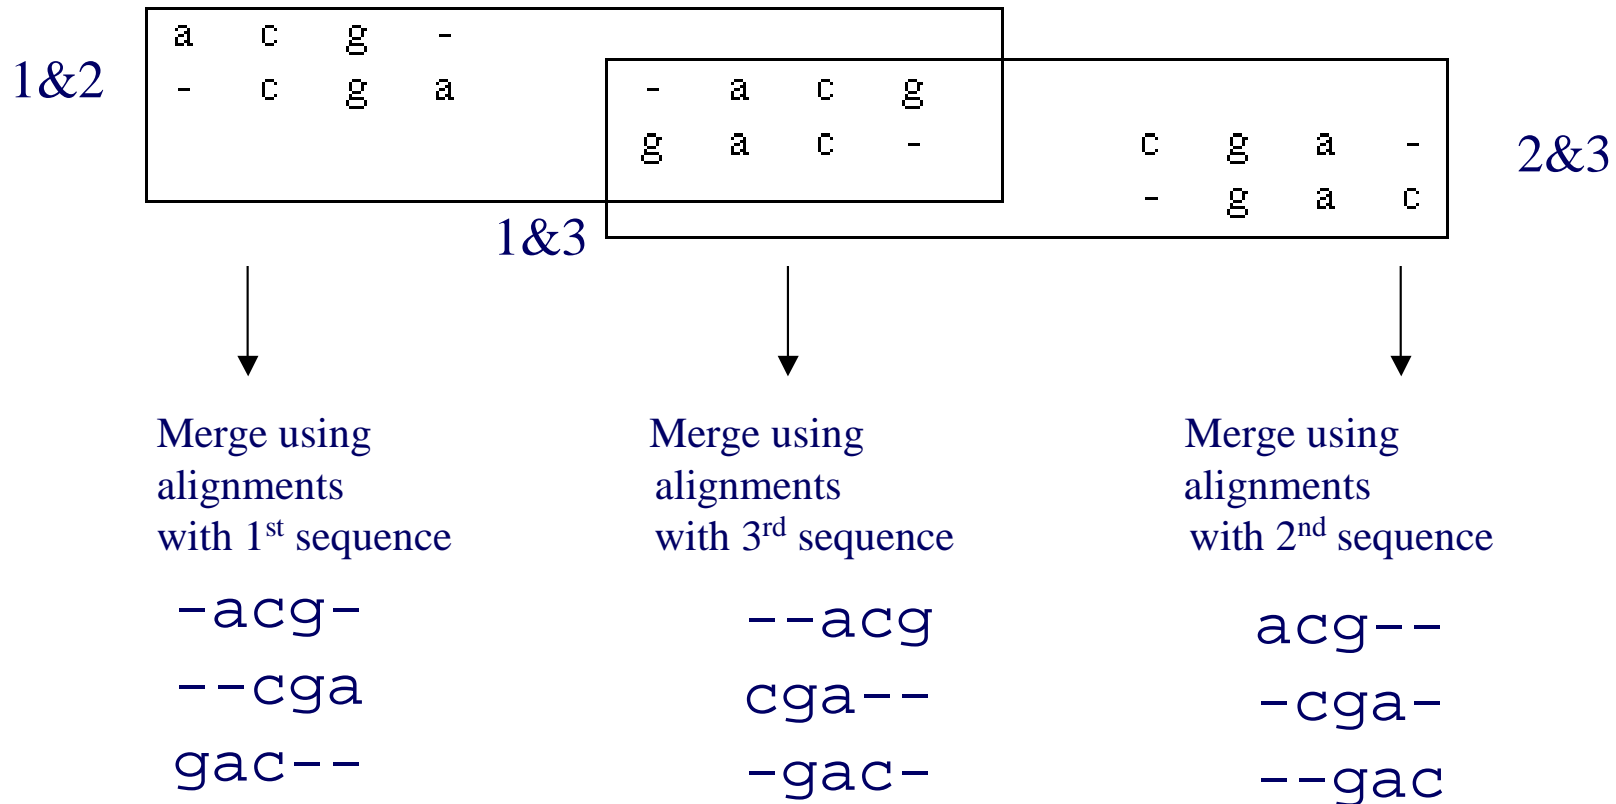 a c g -
1&2
- c g a
- a c g
g a c -
c g a -
- g a c
2&3
1&3
Merge using
alignments
with 1st sequence
-acg-
--cga
gac--
Merge using
alignments
with 3rd sequence
--acg
cga--
-gac-
Merge using
alignments
with 2nd sequence
acg--
-cga-
--gac